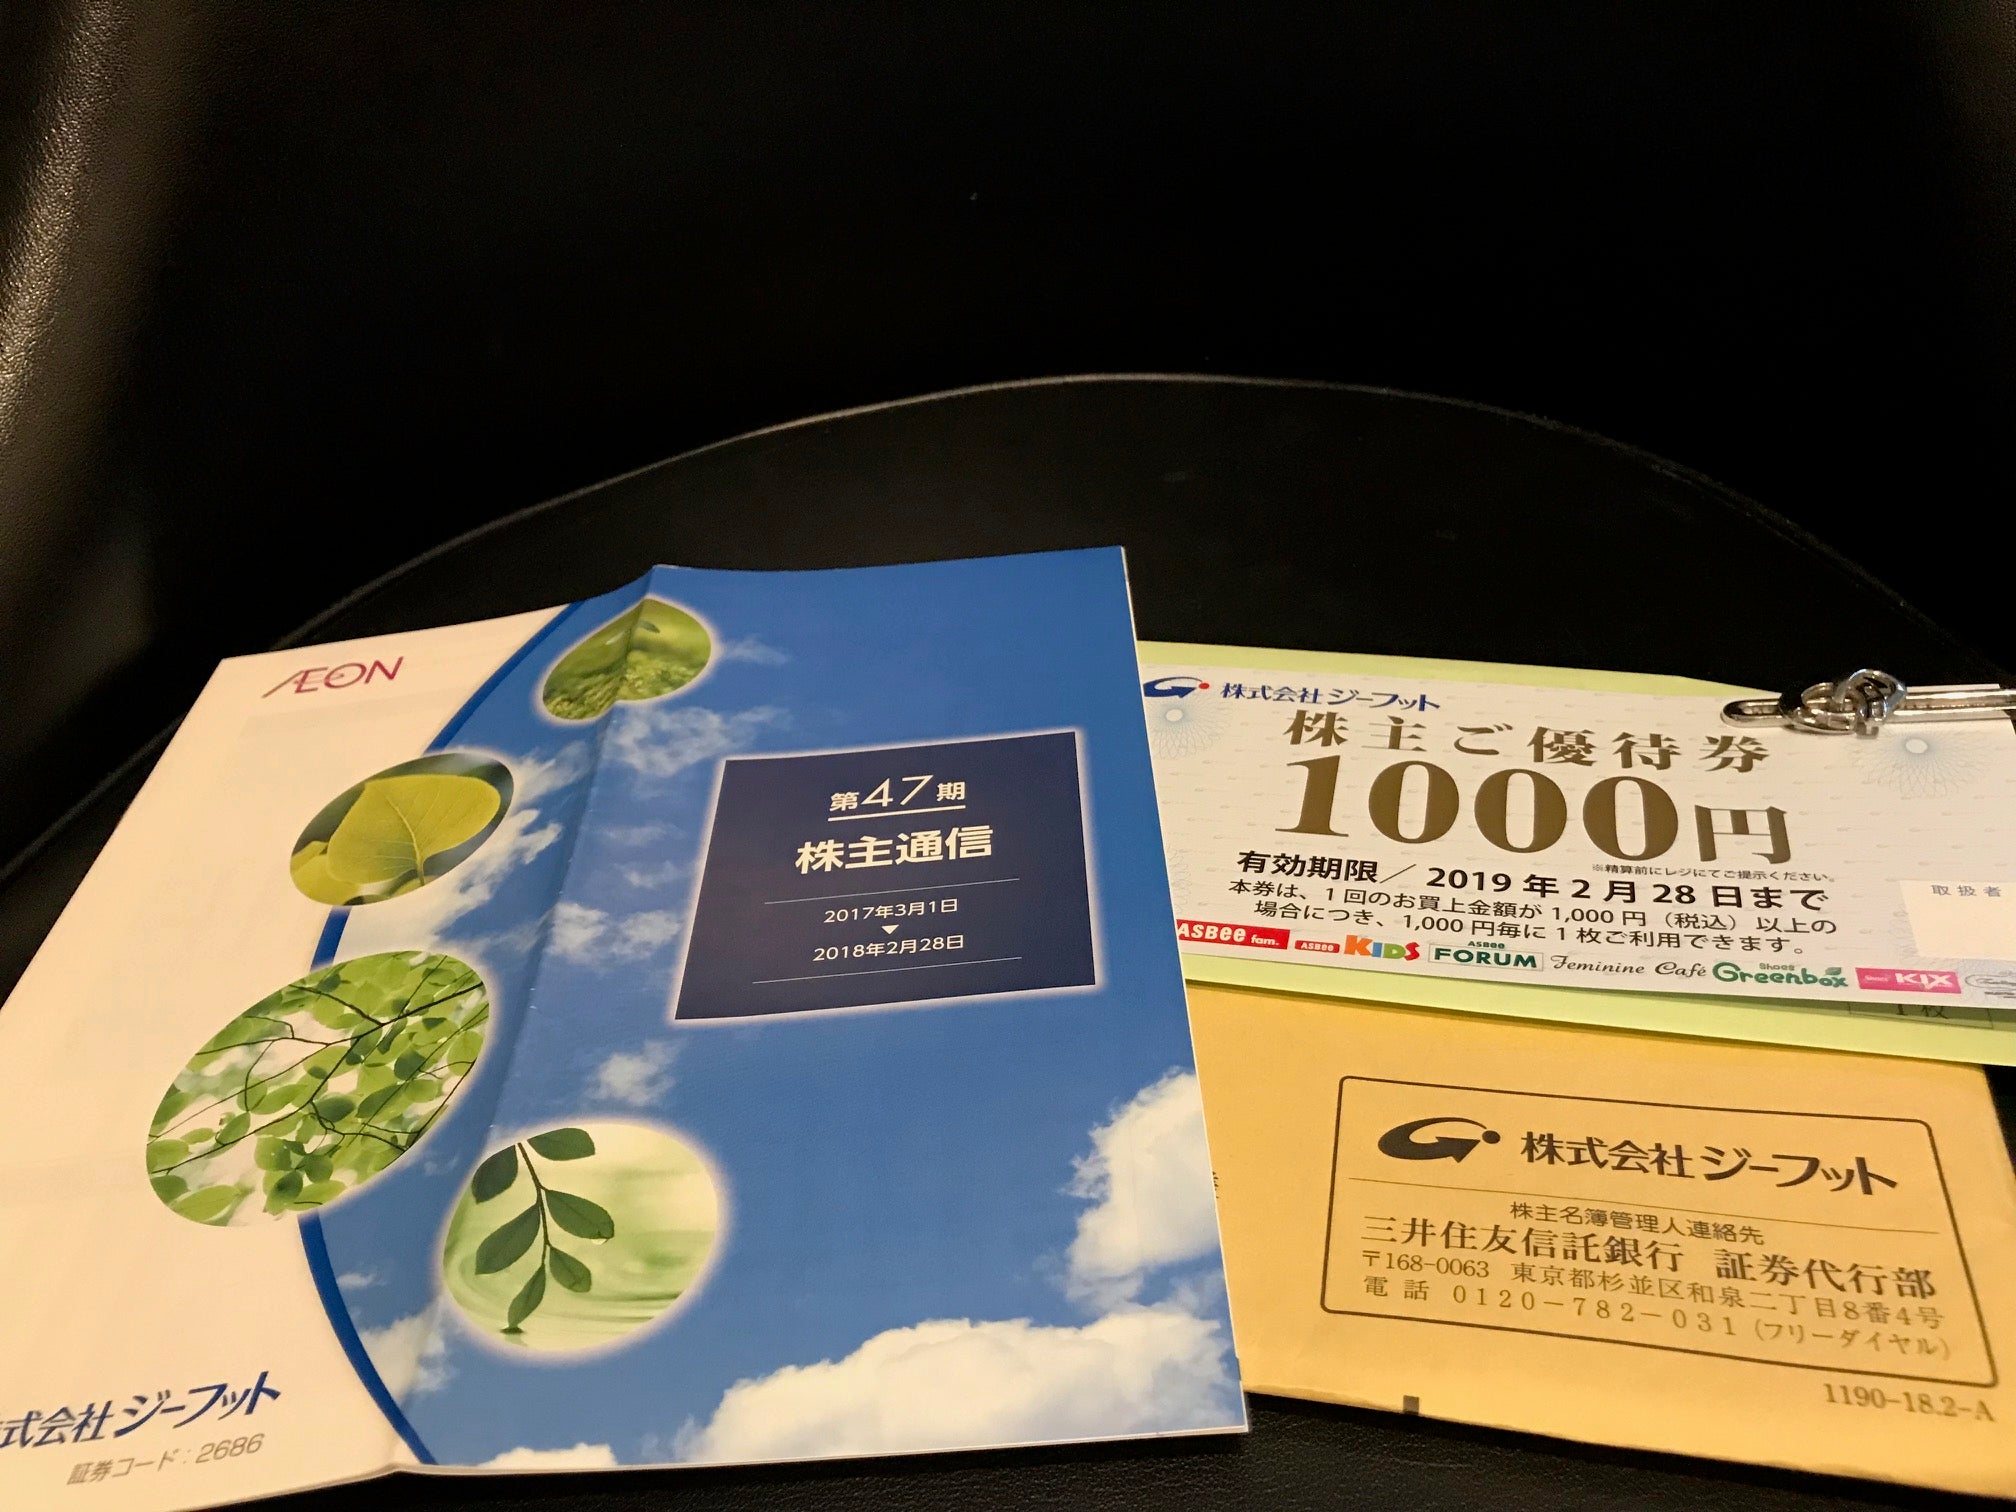 ÆON
第47期
株主通信
2017年3月1日
2018年2月28日
式会社ジーフット
証券コード:2686
株式会社ジーフット
株主ご優待券
1000円
※精算前にレジにてご提示ください。
有効期限/2019年2月28日まで
本券は、1回のお買上金額が1,000円(税込)以上の
場合につき、1,000円毎に1枚ご利用できます。
取扱者
ASBee fam. ASBee KIDS ASBee FORUM Feminine Café Shoes Greenbox SHOES KIX
1枚
株式会社ジーフット
株主名簿管理人連絡先
三井住友信託銀行 証券代行部
〒168-0063 東京都杉並区和泉二丁目8番4号
電話 0120-782-031(フリーダイヤル)
1190-18.2-A